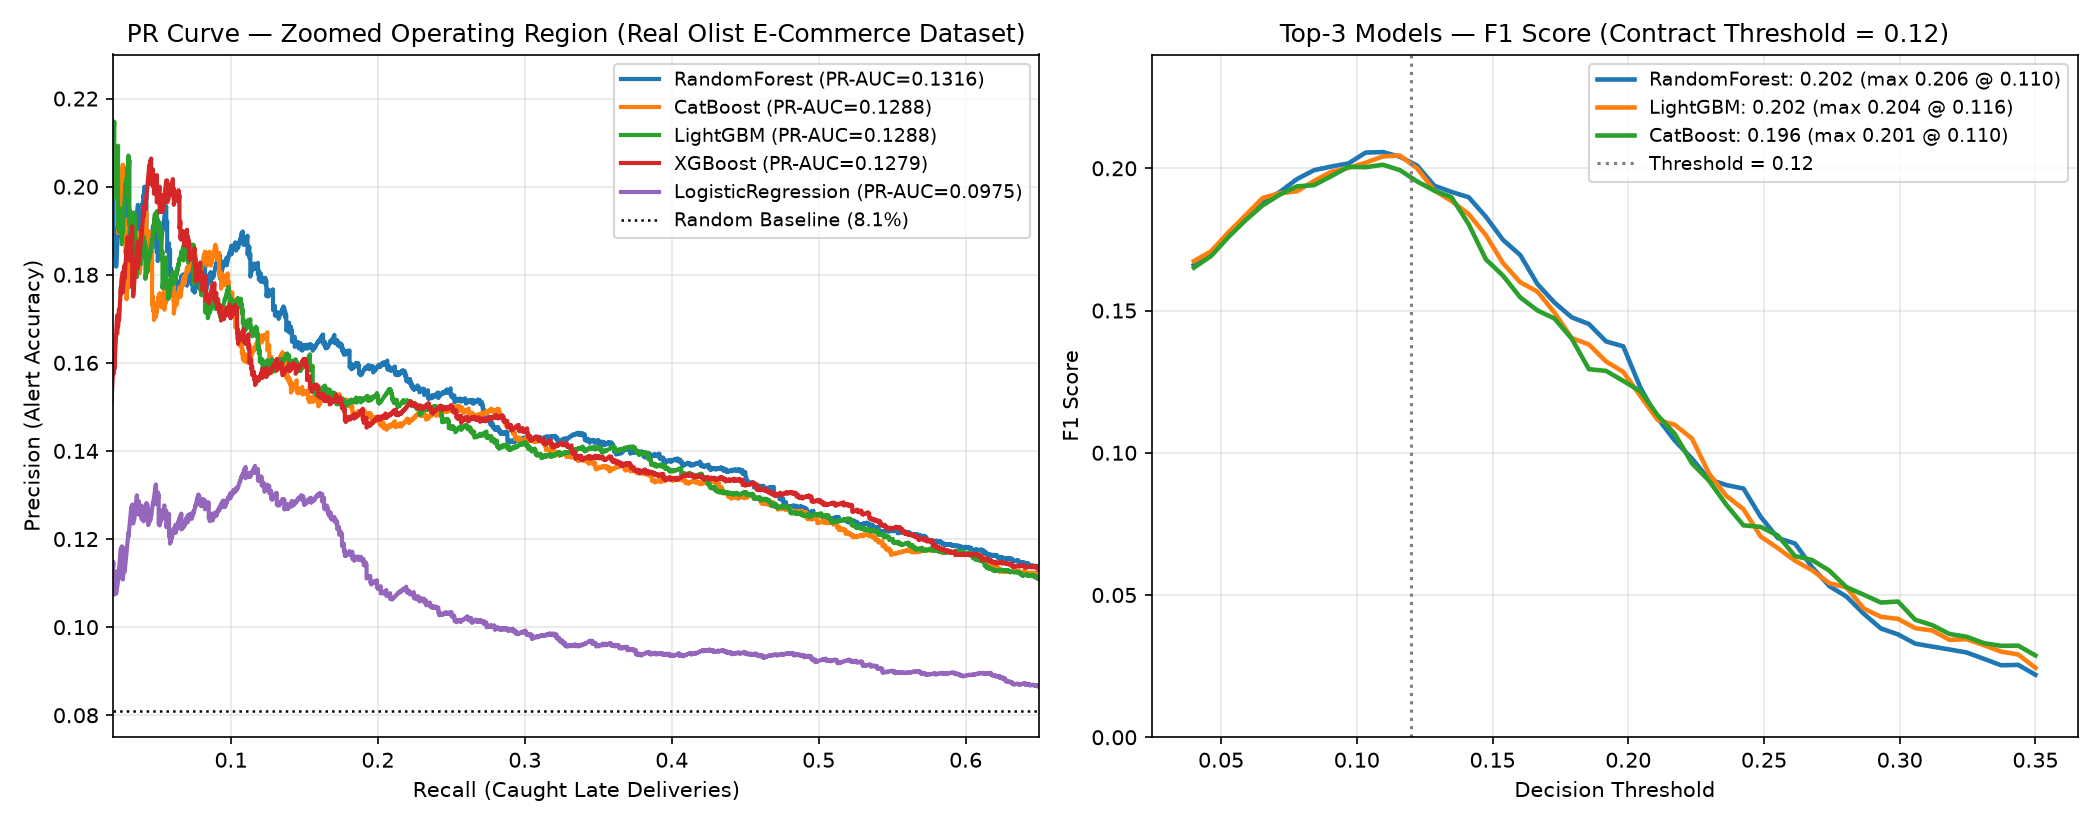 PR Curve — Zoomed Operating Region (Real Olist E-Commerce Dataset)
RandomForest (PR-AUC=0.1316)
CatBoost (PR-AUC=0.1288)
LightGBM (PR-AUC=0.1288)
XGBoost (PR-AUC=0.1279)
LogisticRegression (PR-AUC=0.0975)
Random Baseline (8.1%)
Precision (Alert Accuracy)
0.22
0.20
0.18
0.16
0.14
0.12
0.10
0.08
0.1 0.2 0.3 0.4 0.5 0.6
Recall (Caught Late Deliveries)
Top-3 Models — F1 Score (Contract Threshold = 0.12)
RandomForest: 0.202 (max 0.206 @ 0.110)
LightGBM: 0.202 (max 0.204 @ 0.116)
CatBoost: 0.196 (max 0.201 @ 0.110)
Threshold = 0.12
F1 Score
0.20
0.15
0.10
0.05
0.00
0.05 0.10 0.15 0.20 0.25 0.30 0.35
Decision Threshold